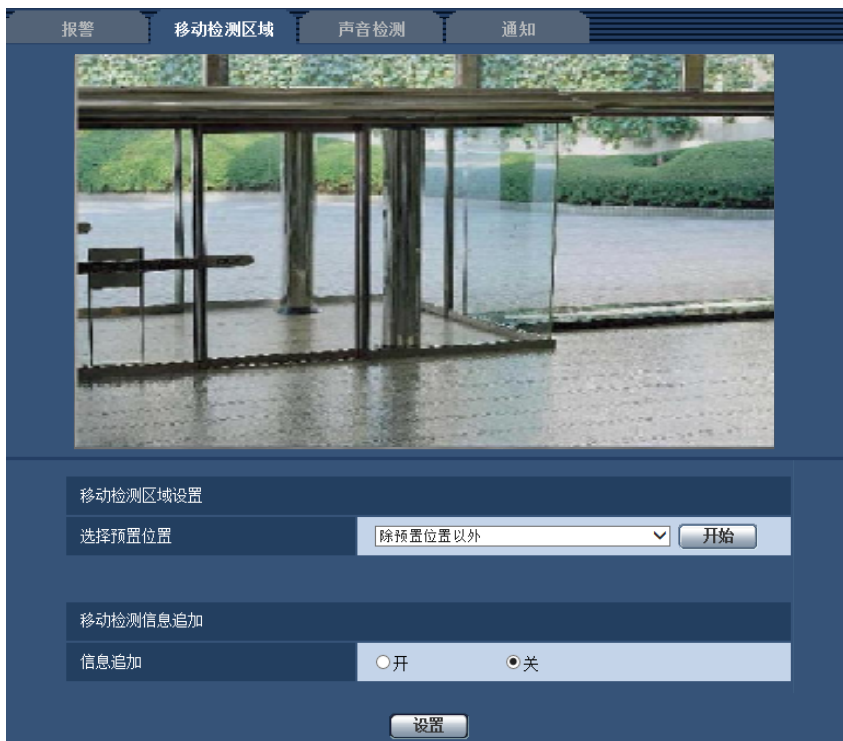 报警 移动检测区域 声音检测 通知
移动检测区域设置
选择预置位置 除预置位置以外 开始
移动检测信息追加
信息追加 开 关
设置